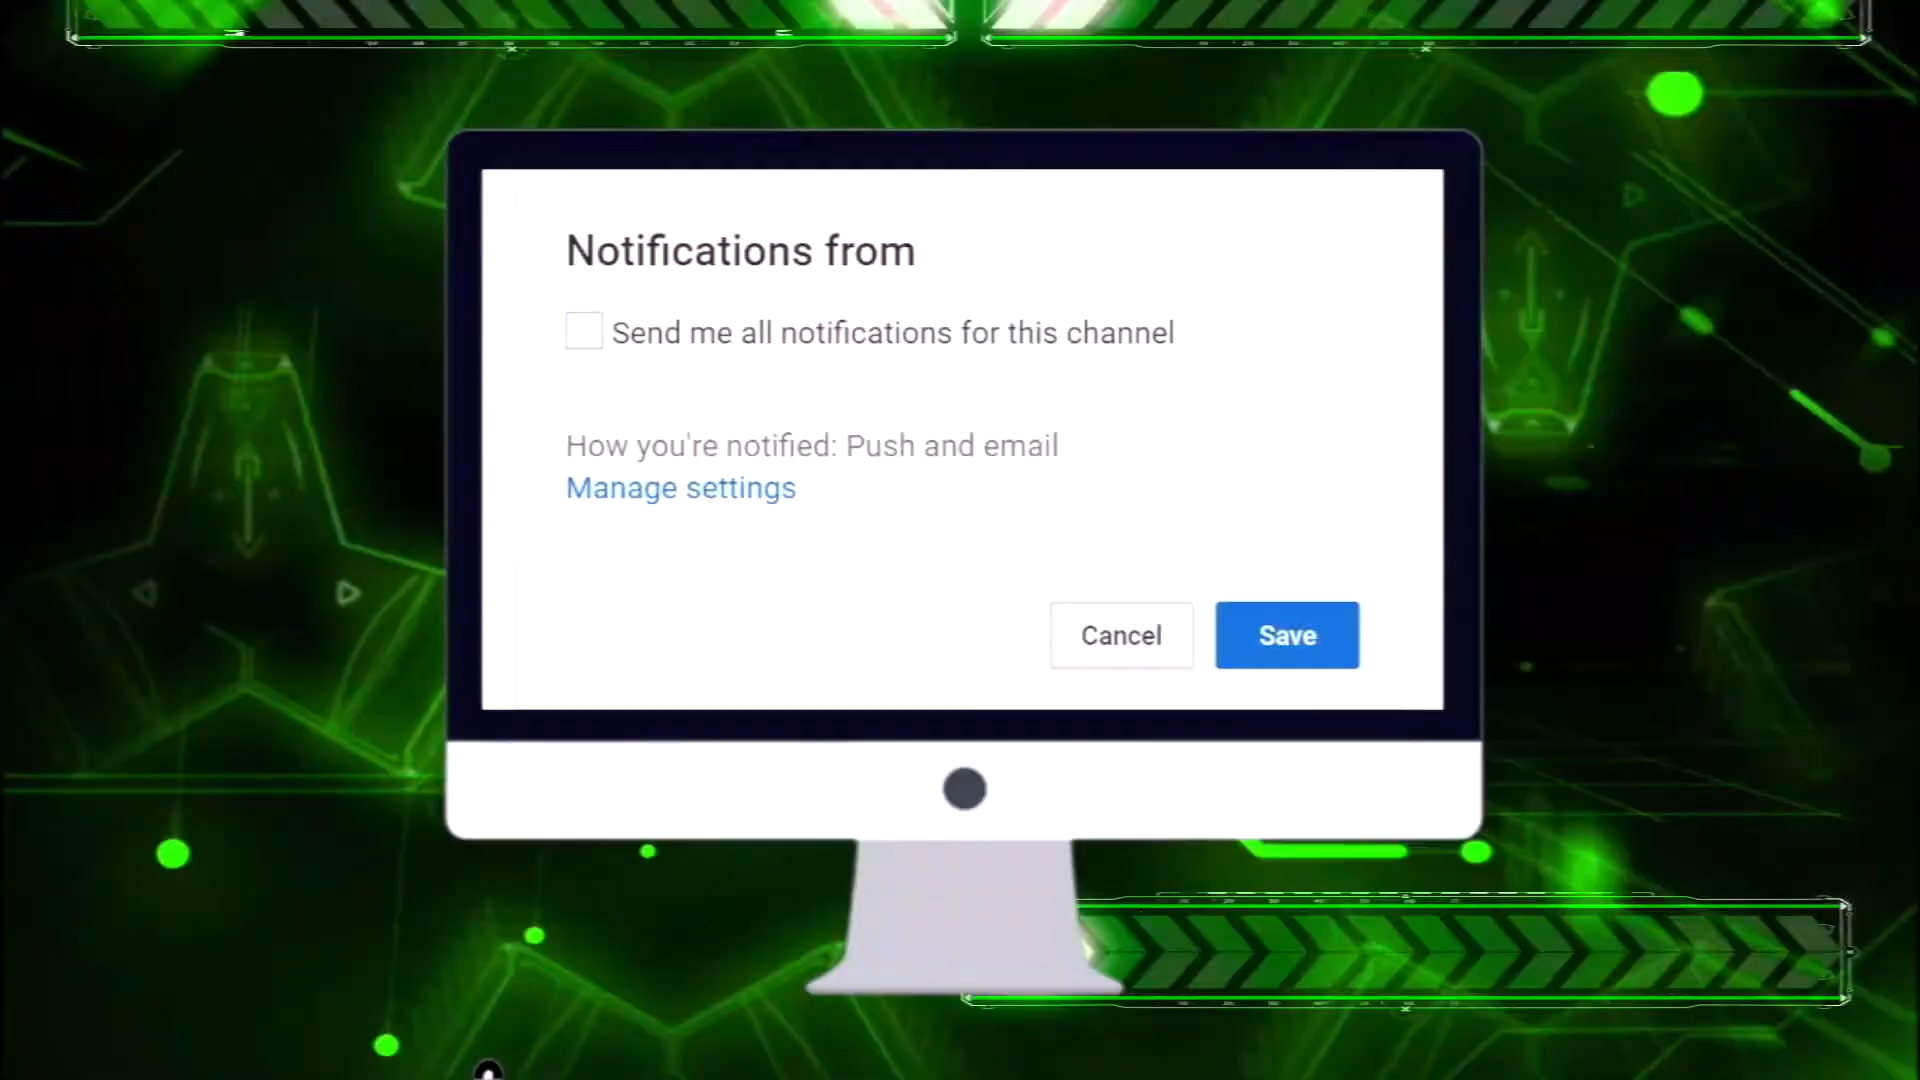 Notifications from
Send me all notifications for this channel
How you're notified: Push and email
Manage settings
Cancel
Save